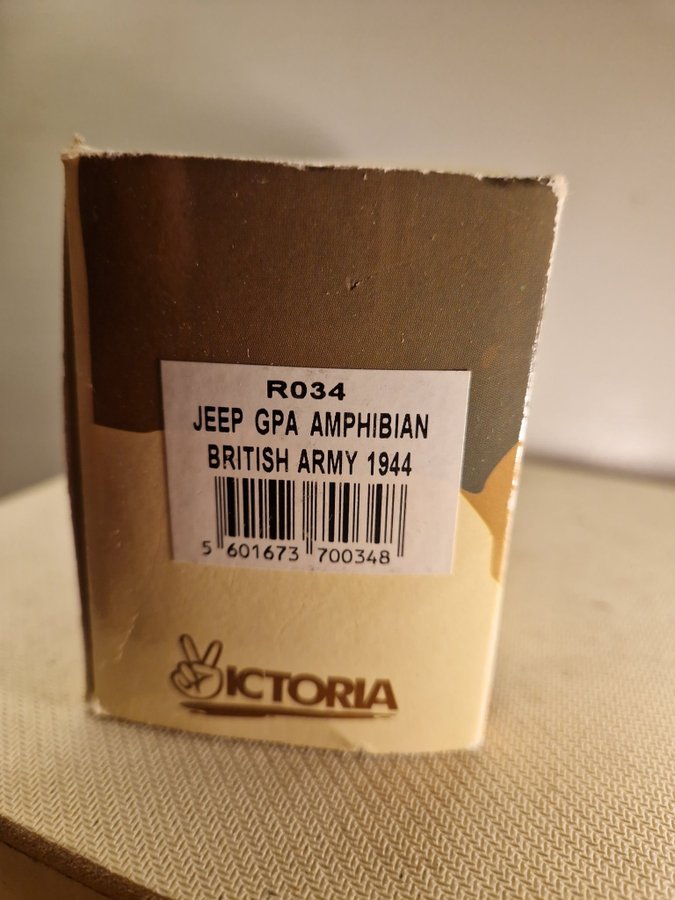 R034
JEEP GPA AMPHIBIAN
BRITISH ARMY 1944
5 601673 700348
VICTORIA